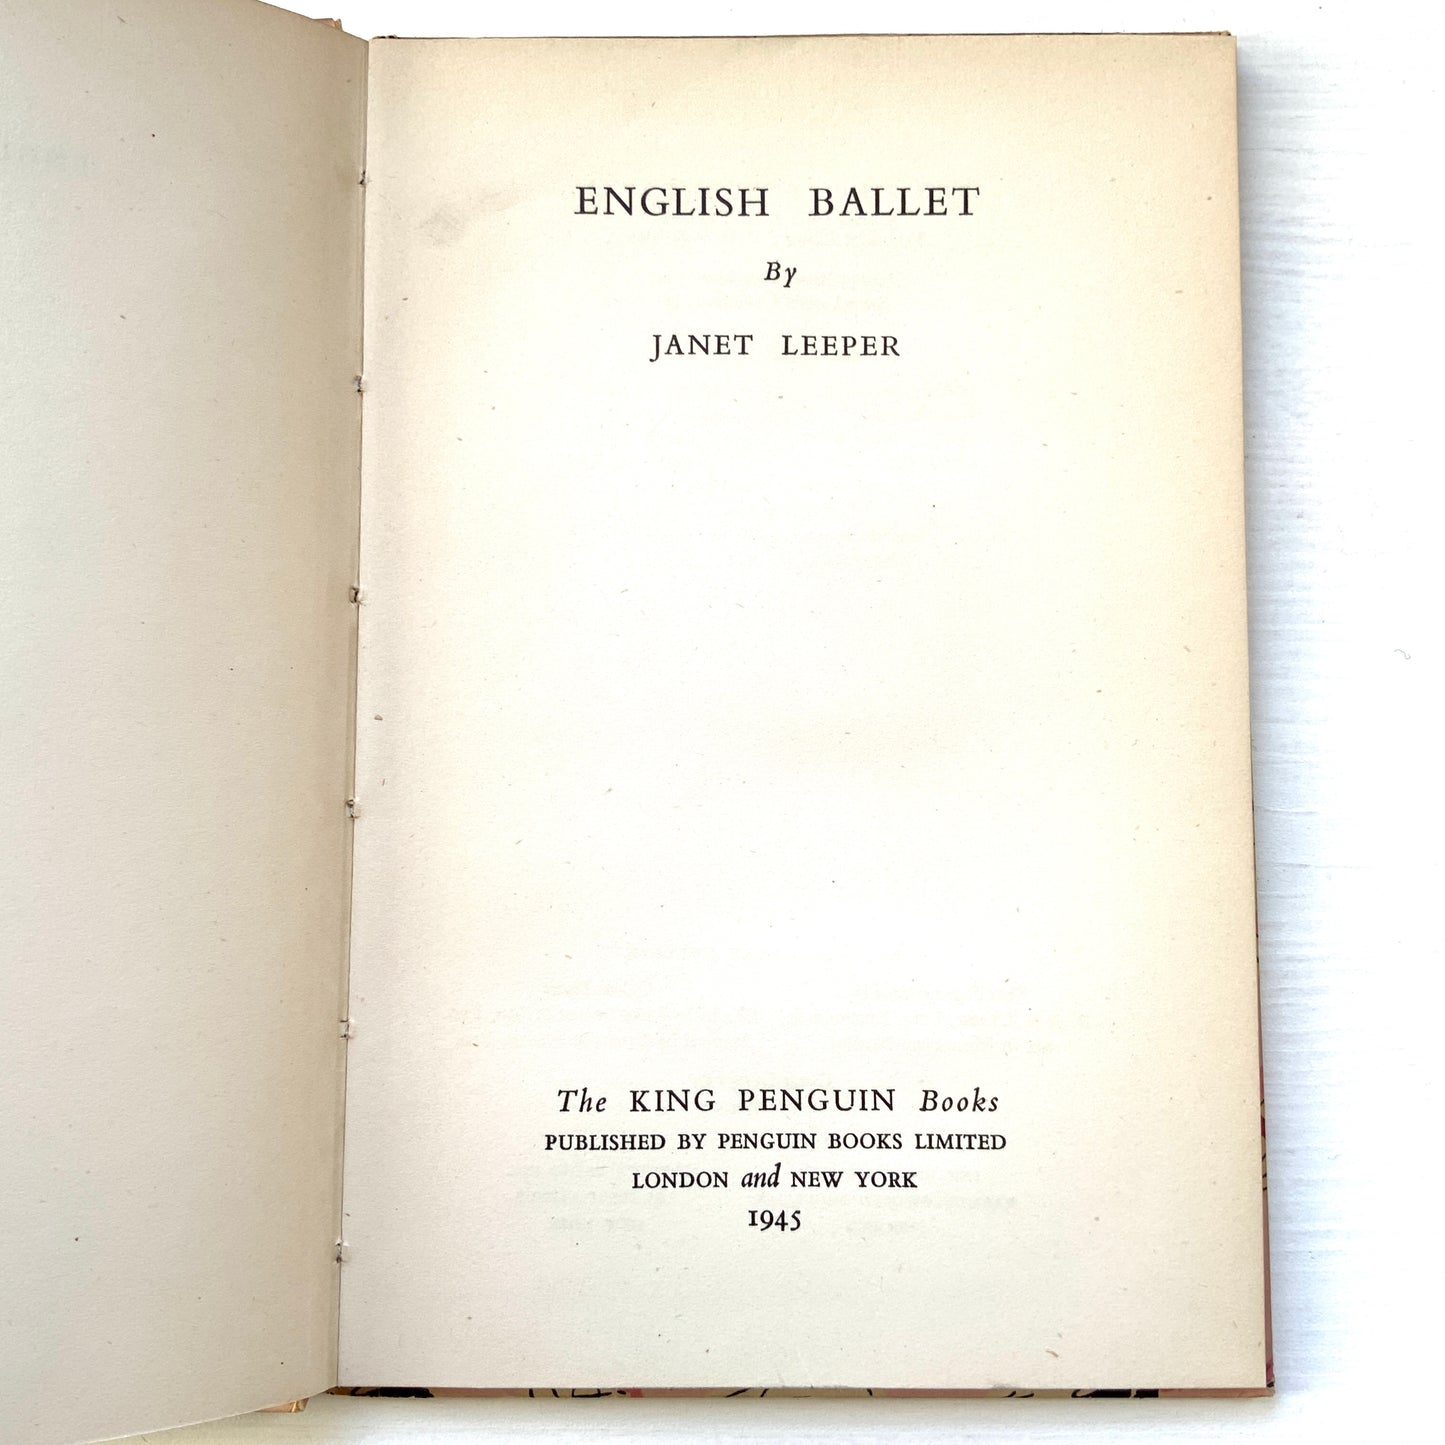 ENGLISH BALLET
By
JANET LEEPER
The KING PENGUIN Books
PUBLISHED BY PENGUIN BOOKS LIMITED
LONDON and NEW YORK
1945